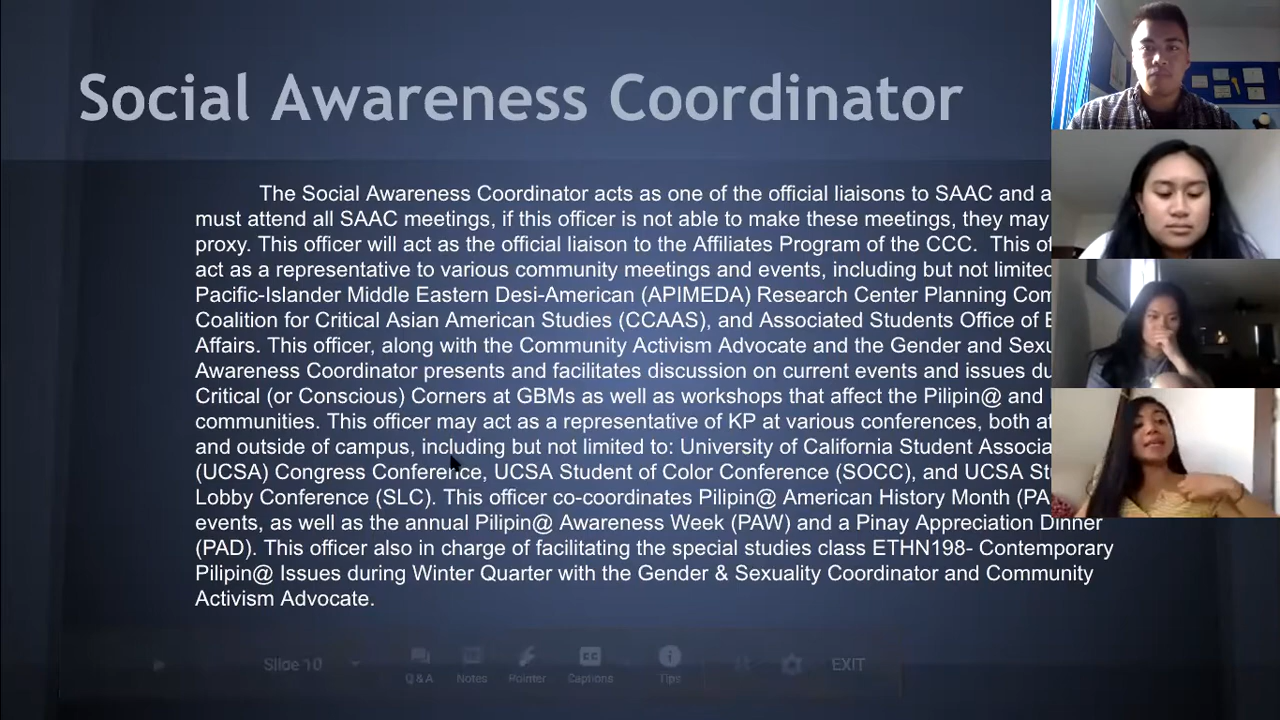 Social Awareness Coordinator
The Social Awareness Coordinator acts as one of the official liaisons to SAAC and a
must attend all SAAC meetings, if this officer is not able to make these meetings, they may
proxy. This officer will act as the official liaison to the Affiliates Program of the CCC. This of
act as a representative to various community meetings and events, including but not limited
Pacific-Islander Middle Eastern Desi-American (APIMEDA) Research Center Planning Com
Coalition for Critical Asian American Studies (CCAAS), and Associated Students Office of E
Affairs. This officer, along with the Community Activism Advocate and the Gender and Sexu
Awareness Coordinator presents and facilitates discussion on current events and issues du
Critical (or Conscious) Corners at GBMs as well as workshops that affect the Pilipin@ and
communities. This officer may act as a representative of KP at various conferences, both at
and outside of campus, including but not limited to: University of California Student Associa
(UCSA) Congress Conference, UCSA Student of Color Conference (SOCC), and UCSA Stu
Lobby Conference (SLC). This officer co-coordinates Pilipin@ American History Month (PA
events, as well as the annual Pilipin@ Awareness Week (PAW) and a Pinay Appreciation Dinner
(PAD). This officer also in charge of facilitating the special studies class ETHN198- Contemporary
Pilipin@ Issues during Winter Quarter with the Gender & Sexuality Coordinator and Community
Activism Advocate.
Slide 10 Q & A Notes Pointer Captions Tips EXIT